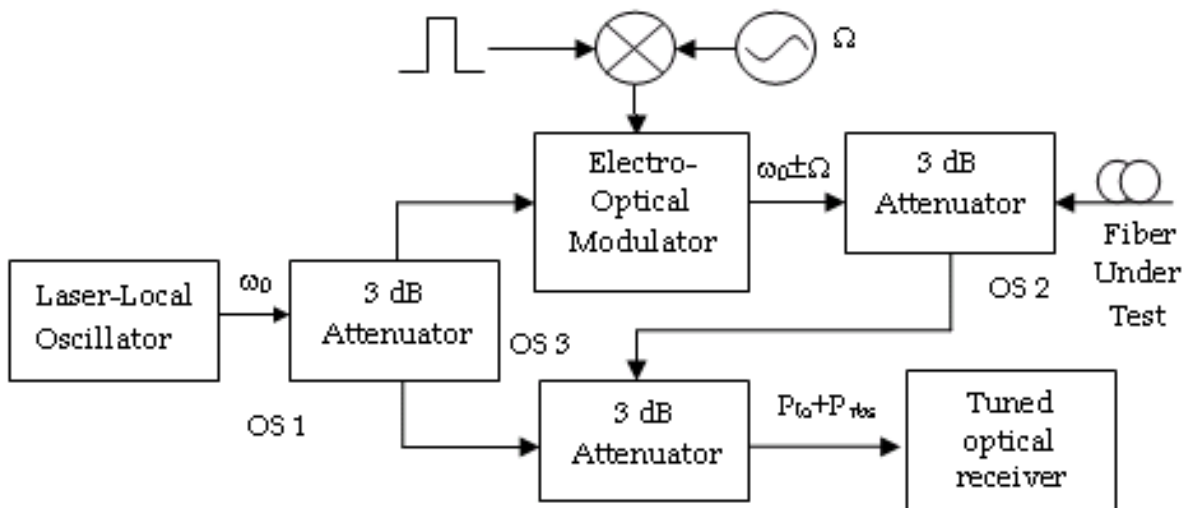 Ω
Electro-
Optical
Modulator
ω0±Ω
3 dB
Attenuator
Fiber
Under
Test
OS 2
Laser-Local
Oscillator
ω0
3 dB
Attenuator
OS 3
OS 1
3 dB
Attenuator
Plo+Prbs
Tuned
optical
receiver